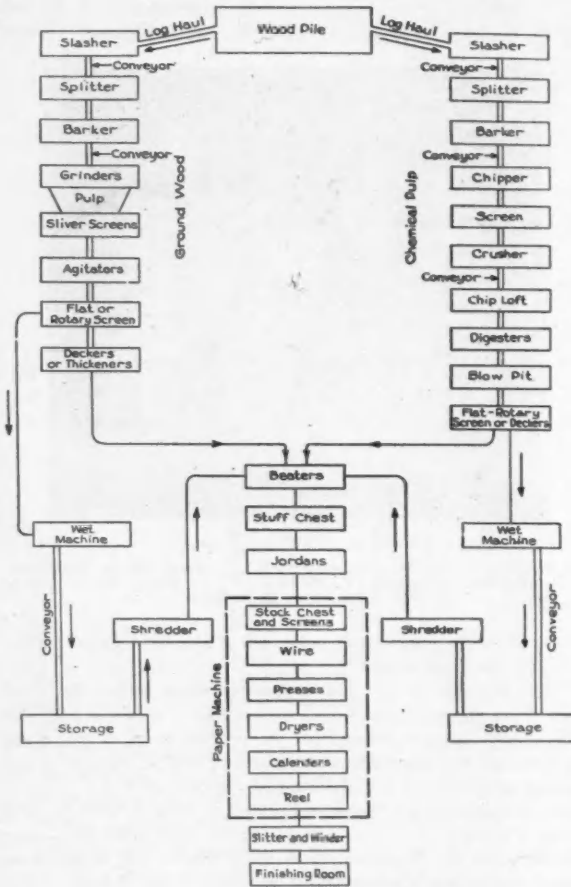 Wood Pile
Log Haul
Log Haul
Slasher
Conveyor
Splitter
Barker
Conveyor
Grinders
Pulp
Sliver Screens
Agitators
Flat or
Rotary Screen
Deckers
or Thickeners
Ground Wood
Slasher
Conveyor
Splitter
Barker
Conveyor
Chipper
Screen
Crusher
Conveyor
Chip Loft
Digesters
Blow Pit
Flat-Rotary
Screen or Deckers
Chemical Pulp
Wet
Machine
Conveyor
Storage
Shredder
Wet
Machine
Conveyor
Storage
Shredder
Beaters
Stuff Chest
Jordans
Paper Machine
Stock Chest
and Screens
Wire
Presses
Dryers
Calenders
Reel
Slitter and Winder
Finishing Room